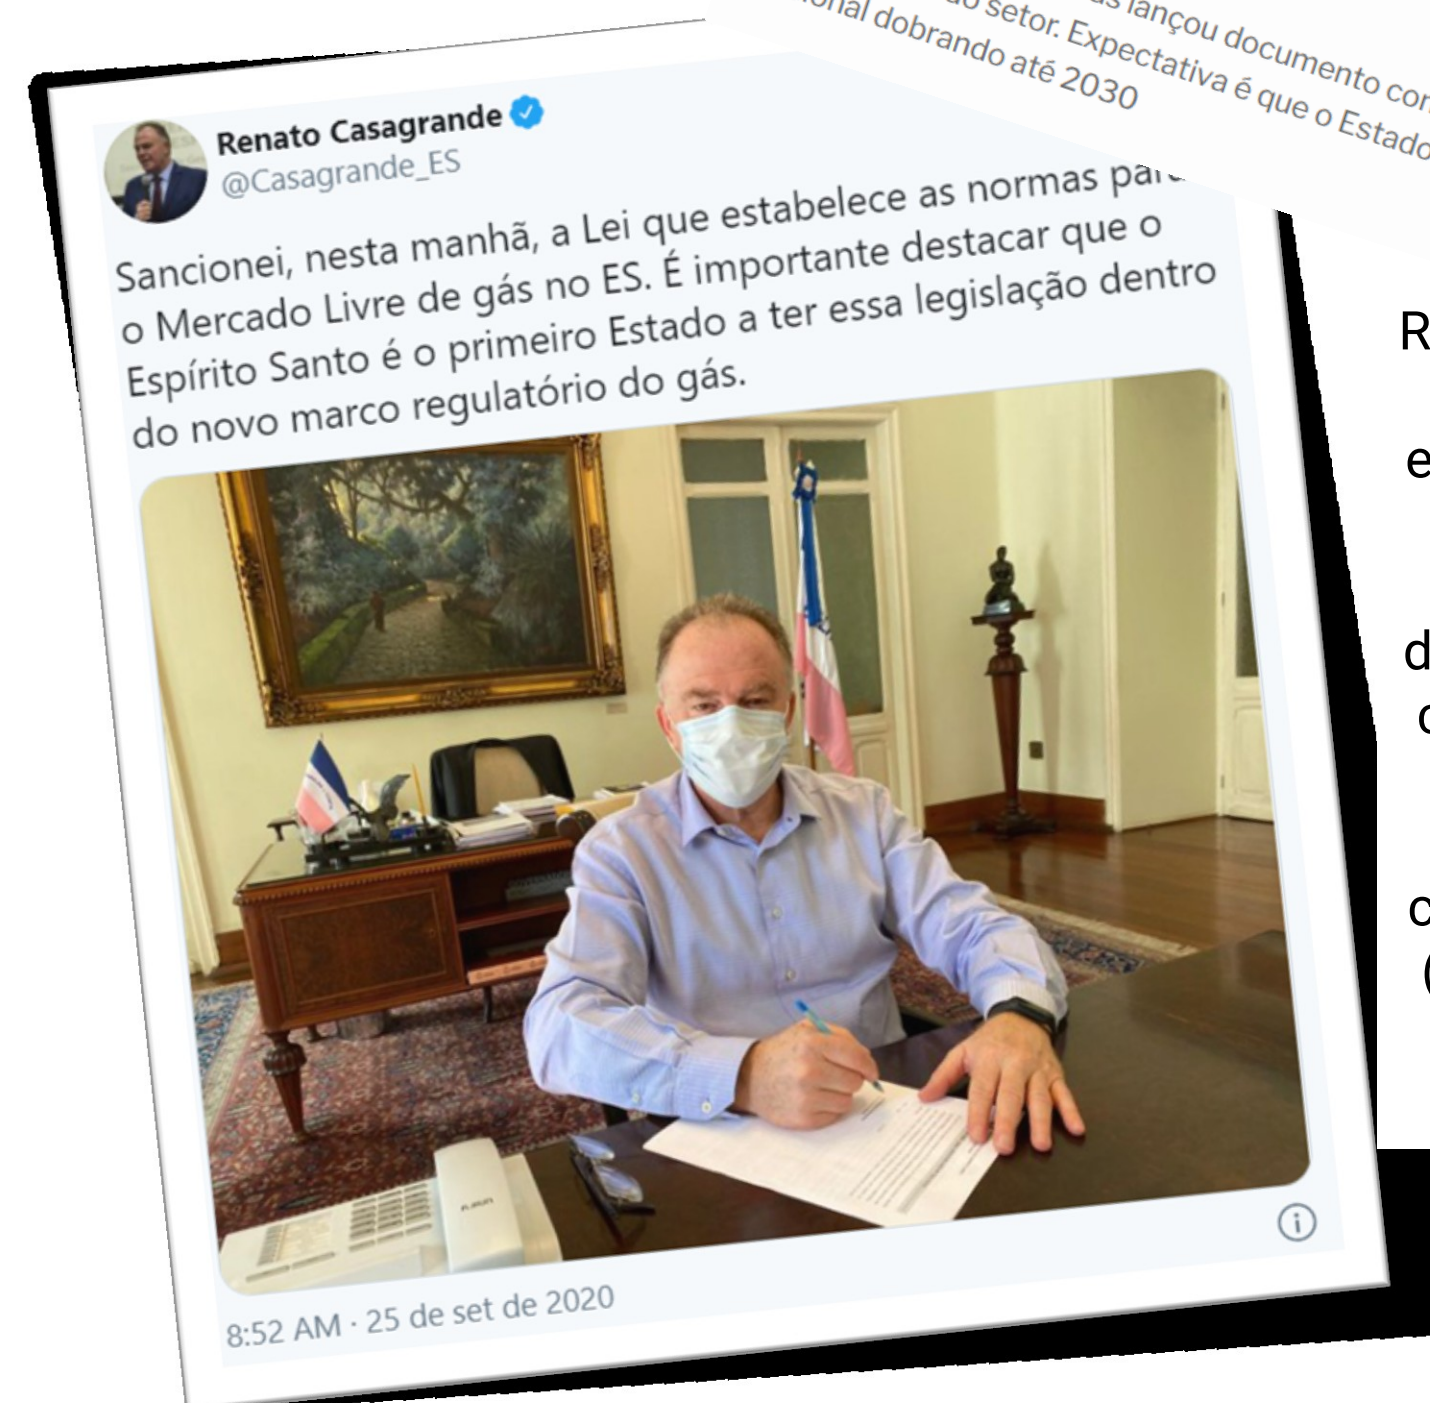 lançou documento
setor. Expectativa é que o Estado
dobrando até 2030
Renato Casagrande
@Casagrande_ES
Sancionei, nesta manhã, a Lei que estabelece as normas para
o Mercado Livre de gás no ES. É importante destacar que o
Espírito Santo é o primeiro Estado a ter essa legislação dentro
do novo marco regulatório do gás.
8:52 AM · 25 de set de 2020